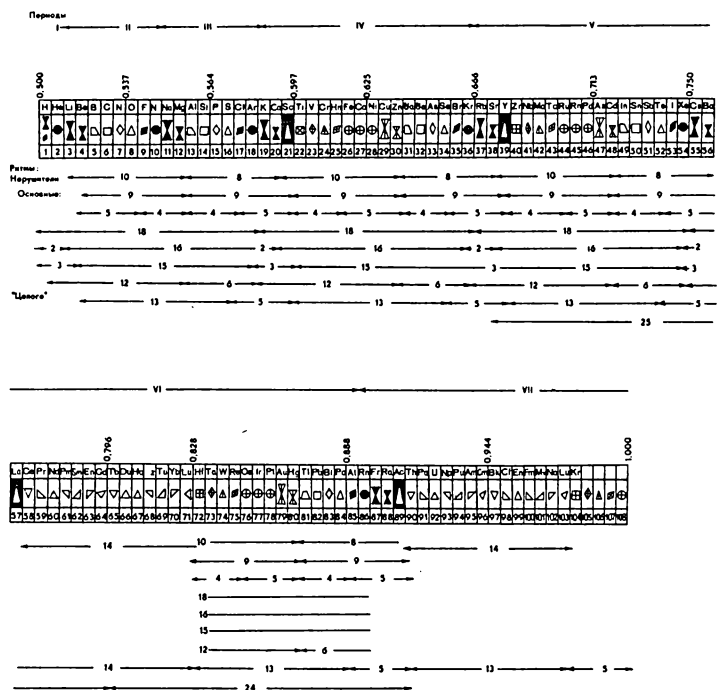 Периоды
I II III IV V
0.500 0.537 0.564 0.597 0.625 0.666 0.713 0.750
H He Li Be B C N O F N Na Mg Al Si P S Cl Ar K Ca Sc Ti V Cr Mn Fe Co Ni Cu Zn Ga Ge As Se Br Kr Rb Sr Y Zr Nb Mo Tc Ru Rh Pd Ag Cd In Sn Sb Te I Xe Cs Ba
1 2 3 4 5 6 7 8 9 10 11 12 13 14 15 16 17 18 19 20 21 22 23 24 25 26 27 28 29 30 31 32 33 34 35 36 37 38 39 40 41 42 43 44 45 46 47 48 49 50 51 52 53 54 55 56
Ритмы:
Нарушители 10 8 10 8 10 8
Основные: 9 9 9 9 9 9
5 4 4 5 4 5 4 5 4 5 4 5
18 18 18
2 16 2 16 2 16 2
3 15 3 15 3 15 3
12 6 12 6 12 6
"Целого" 13 5 13 5 13 5
25
VI VII
0.796 0.828 0.888 0.944 1.000
La Ce Pr Nd Pm Sm En Gd Tb Du Ho Tu Yb Lu Hf Ta W Re Os Ir Pt Au Hg Tl Pb Bi Po At Rn Fr Ra Ac Th Pa U Np Pu Am Cm Bk Cf En Fm Mv No Lu Kr
57 58 59 60 61 62 63 64 65 66 67 68 69 70 71 72 73 74 75 76 77 78 79 80 81 82 83 84 85 86 87 88 89 90 91 92 93 94 95 96 97 98 99 100 101 102 103 104 105 106 107 108
14 10 8 14
9 9
4 5 4 5
18
16
15
12 6
14 13 5 13 5
24